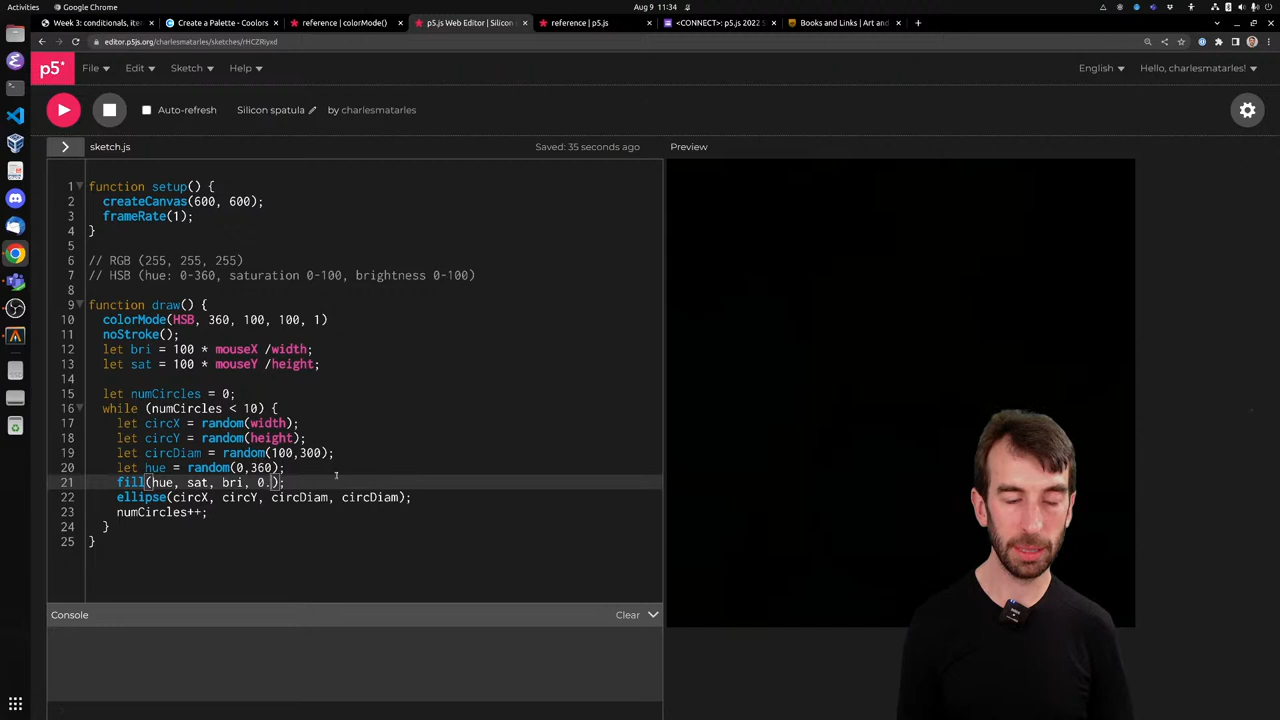 Activities
Google Chrome
Aug 9 11:34
Week 3: conditionals, iter
Create a Palette - Coolors
reference | colorMode()
p5.js Web Editor | Silicon
reference | p5.js
<CONNECT>: p5.js 2022 S
Books and Links | Art and
editor.p5js.org/charlesmatarles/sketches/rHCZRiyxd
p5*
File
Edit
Sketch
Help
English
Hello, charlesmatarles!
Auto-refresh
Silicon spatula
by charlesmatarles
sketch.js
Saved: 35 seconds ago
Preview
1 function setup() {
2 createCanvas(600, 600);
3 frameRate(1);
4 }
5
6 // RGB (255, 255, 255)
7 // HSB (hue: 0-360, saturation 0-100, brightness 0-100)
8
9 function draw() {
10 colorMode(HSB, 360, 100, 100, 1)
11 noStroke();
12 let bri = 100 * mouseX /width;
13 let sat = 100 * mouseY /height;
14
15 let numCircles = 0;
16 while (numCircles < 10) {
17 let circX = random(width);
18 let circY = random(height);
19 let circDiam = random(100,300);
20 let hue = random(0,360);
21 fill(hue, sat, bri, 0.);
22 ellipse(circX, circY, circDiam, circDiam);
23 numCircles++;
24 }
25 }
Console
Clear